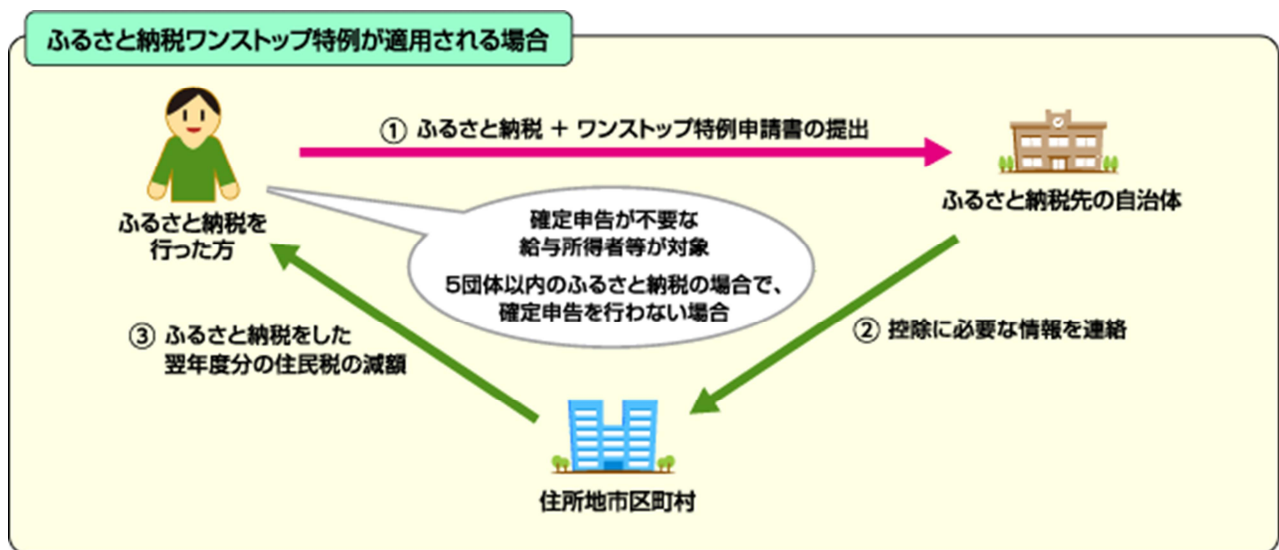 ふるさと納税ワンストップ特例が適用される場合
① ふるさと納税 + ワンストップ特例申請書の提出
ふるさと納税を
行った方
ふるさと納税先の自治体
確定申告が不要な
給与所得者等が対象
5団体以内のふるさと納税の場合で、
確定申告を行わない場合
② 控除に必要な情報を連絡
③ ふるさと納税をした
翌年度分の住民税の減額
住所地市区町村